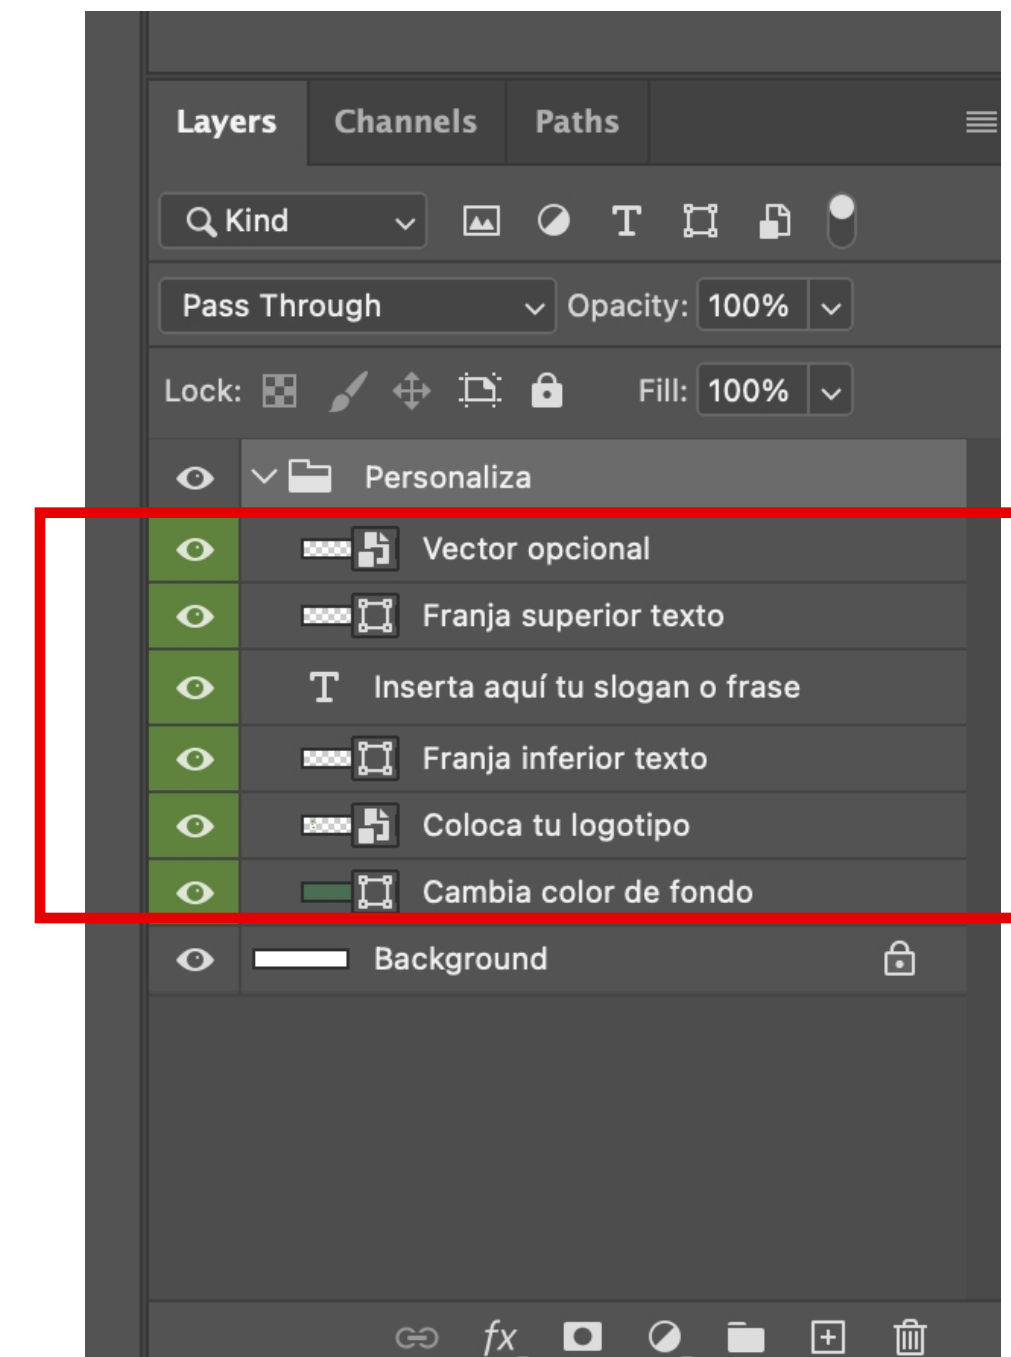 Layers Channels Paths
Kind
Pass Through Opacity: 100%
Lock: Fill: 100%
Personaliza
Vector opcional
Franja superior texto
T Inserta aquí tu slogan o frase
Franja inferior texto
Coloca tu logotipo
Cambia color de fondo
Background
fx